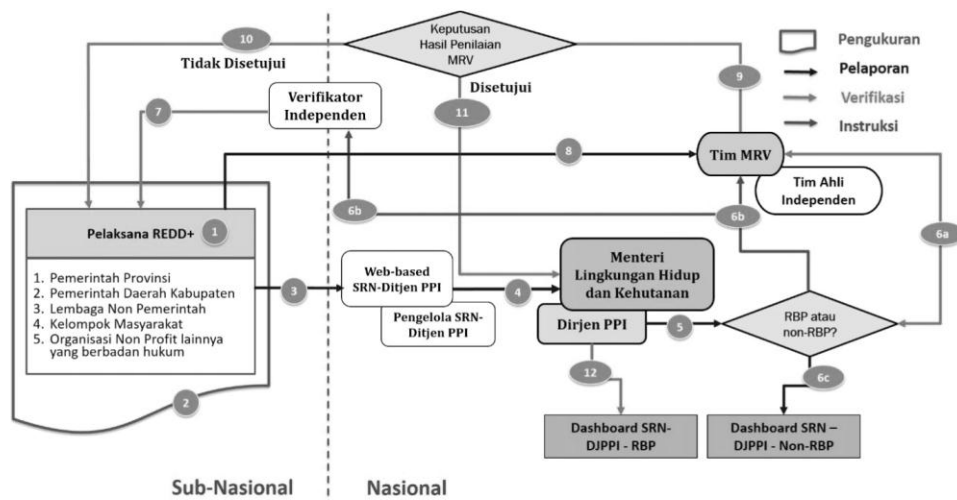 10
Tidak Disetujui
Keputusan
Hasil Penilaian
MRV
Disetujui
11
9
Pengukuran
Pelaporan
Verifikasi
Instruksi
7
Verifikator
Independen
8
Tim MRV
Tim Ahli
Independen
6b
6b
6a
Pelaksana REDD+
1
1. Pemerintah Provinsi
2. Pemerintah Daerah Kabupaten
3. Lembaga Non Pemerintah
4. Kelompok Masyarakat
5. Organisasi Non Profit lainnya
yang berbadan hukum
2
3
Web-based
SRN-Ditjen PPI
Pengelola SRN-
Ditjen PPI
4
Menteri
Lingkungan Hidup
dan Kehutanan
Dirjen PPI
5
RBP atau
non-RBP?
12
6c
Dashboard SRN-
DJPPI - RBP
Dashboard SRN –
DJPPI - Non-RBP
Sub-Nasional
Nasional